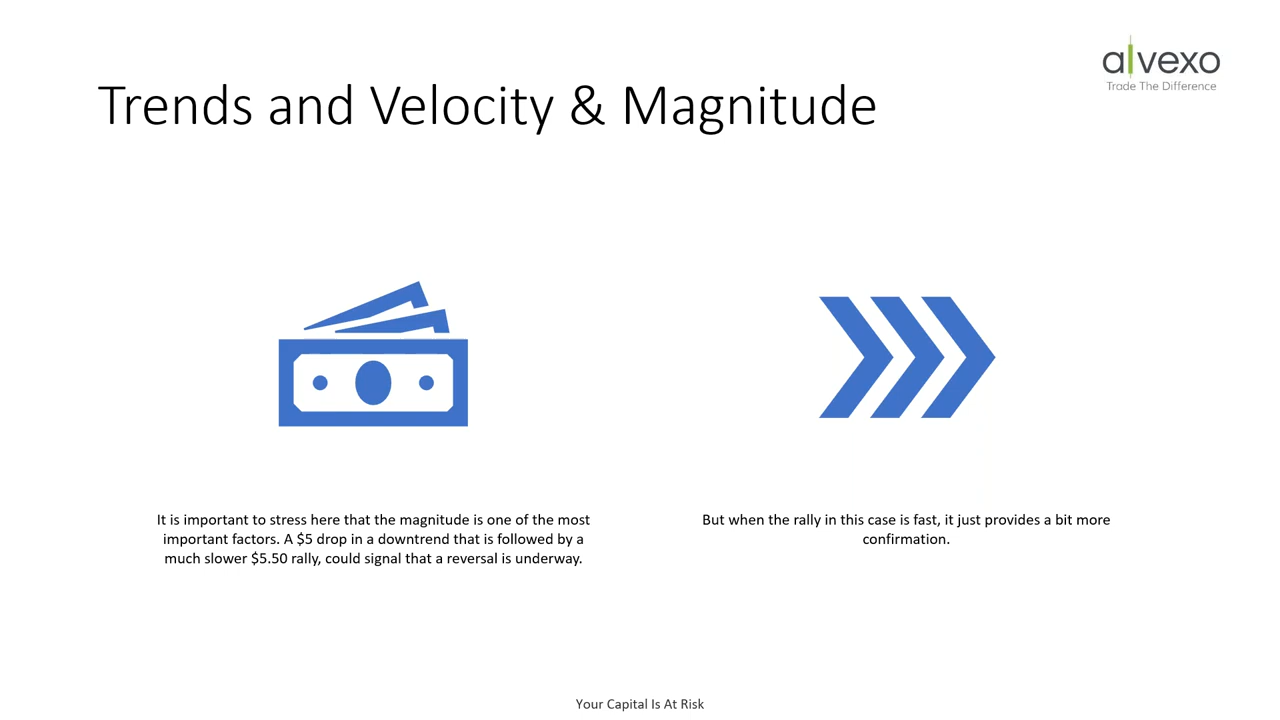 alvexo
Trade The Difference
Trends and Velocity & Magnitude
It is important to stress here that the magnitude is one of the most
important factors. A $5 drop in a downtrend that is followed by a
much slower $5.50 rally, could signal that a reversal is underway.
But when the rally in this case is fast, it just provides a bit more
confirmation.
Your Capital Is At Risk